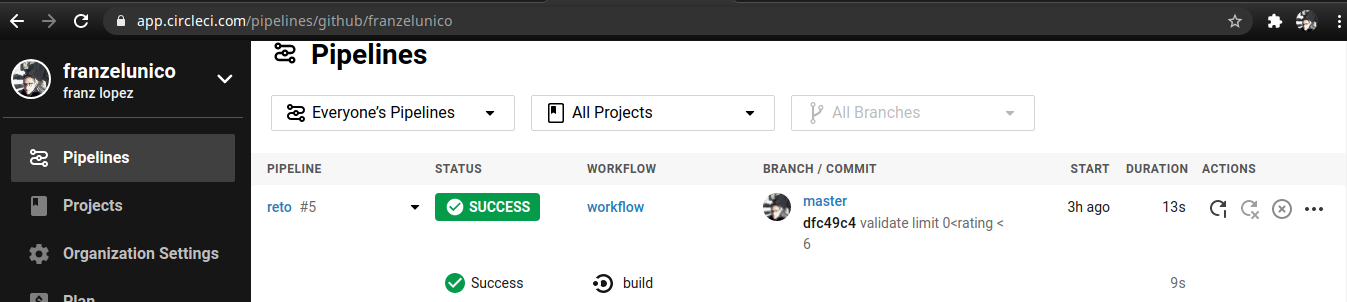 app.circleci.com/pipelines/github/franzelunico
franzelunico
franz lopez
Pipelines
Projects
Organization Settings
Plan
Pipelines
Everyone's Pipelines All Projects All Branches
PIPELINE STATUS WORKFLOW BRANCH / COMMIT START DURATION ACTIONS
reto #5 SUCCESS workflow master 3h ago 13s
dfc49c4 validate limit 0<rating <
6
Success build 9s